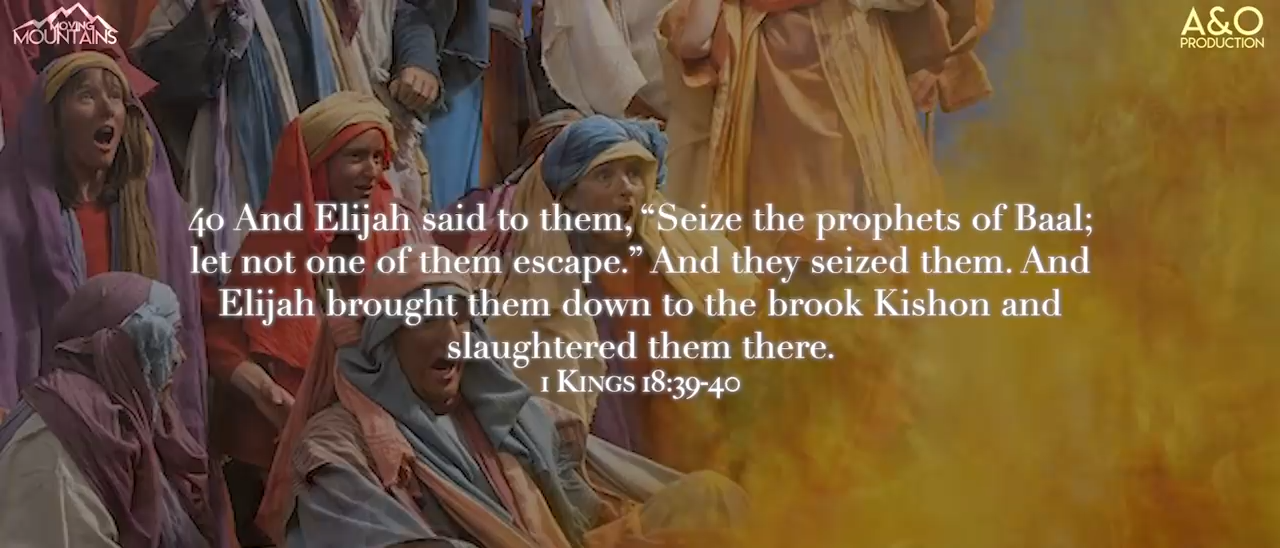 MOVING
MOUNTAINS
A&O
PRODUCTION
40 And Elijah said to them, “Seize the prophets of Baal;
let not one of them escape.” And they seized them. And
Elijah brought them down to the brook Kishon and
slaughtered them there.
1 Kings 18:39-40